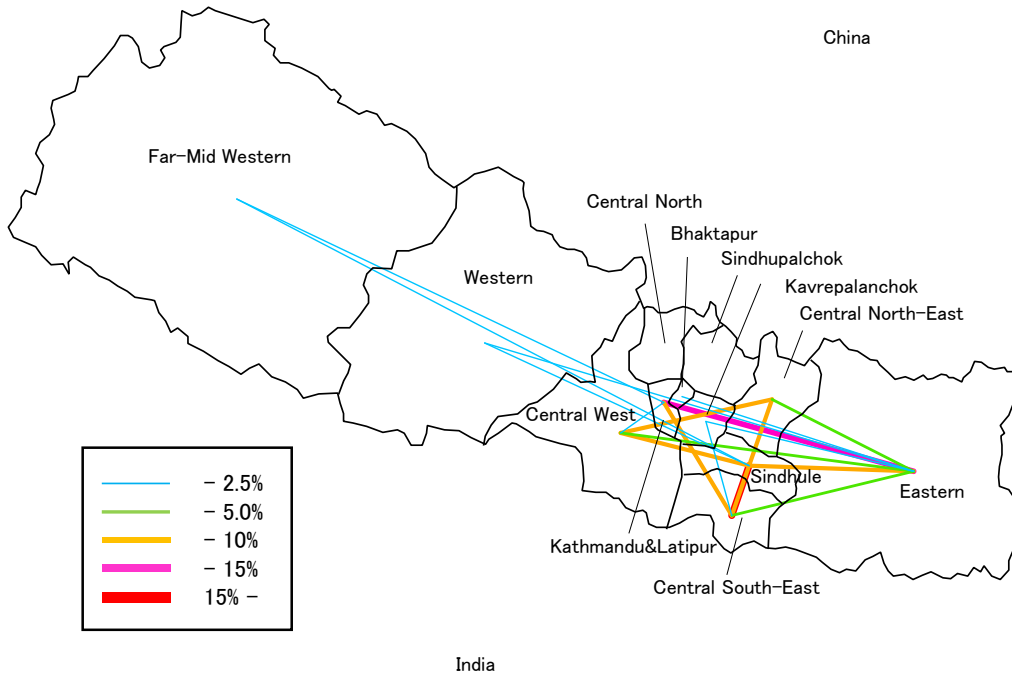 China
Far-Mid Western
Central North
Bhaktapur
Sindhupalchok
Western
Kavrepalanchok
Central North-East
Central West
Sindhule
Eastern
Kathmandu&Latipur
Central South-East
- 2.5%
- 5.0%
- 10%
- 15%
15% -
India